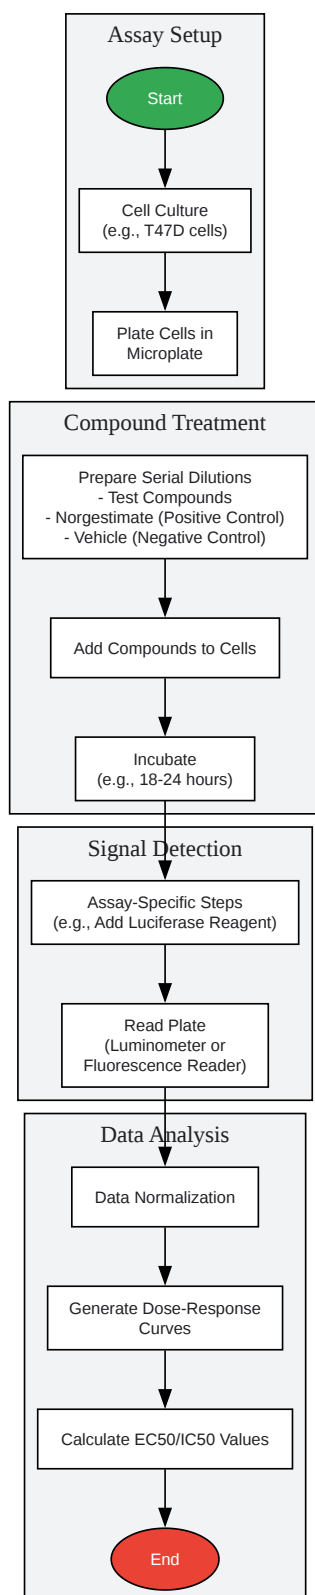 Assay Setup
Start
Cell Culture
(e.g., T47D cells)
Plate Cells in
Microplate
Compound Treatment
Prepare Serial Dilutions
- Test Compounds
- Norgestimate (Positive Control)
- Vehicle (Negative Control)
Add Compounds to Cells
Incubate
(e.g., 18-24 hours)
Signal Detection
Assay-Specific Steps
(e.g., Add Luciferase Reagent)
Read Plate
(Luminometer or
Fluorescence Reader)
Data Analysis
Data Normalization
Generate Dose-Response
Curves
Calculate EC50/IC50 Values
End